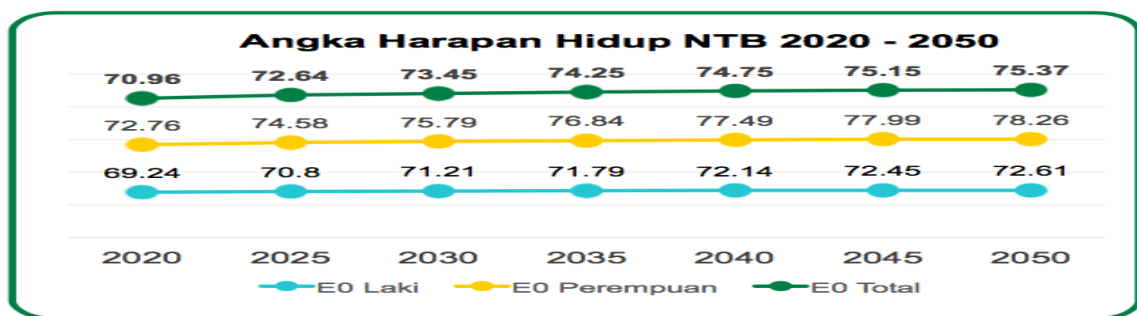 Angka Harapan Hidup NTB 2020 - 2050
70.96 72.64 73.45 74.25 74.75 75.15 75.37
72.76 74.58 75.79 76.84 77.49 77.99 78.26
69.24 70.8 71.21 71.79 72.14 72.45 72.61
2020 2025 2030 2035 2040 2045 2050
E0 Laki E0 Perempuan E0 Total